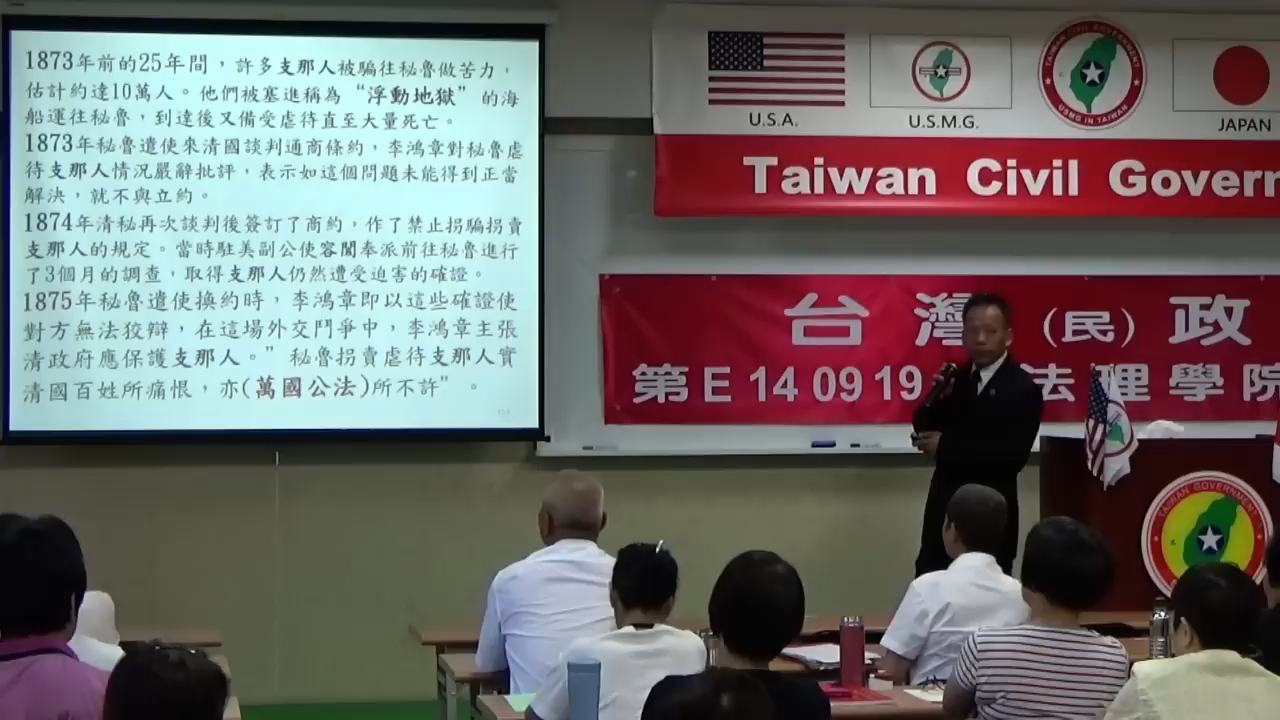 1873年前的25年間，許多支那人被騙往秘魯做苦力，
估計約達10萬人。他們被塞進稱為“浮動地獄”的海
船運往秘魯，到達後又備受虐待直至大量死亡。
1873年秘魯遣使來清國談判通商條約，李鴻章對秘魯虐
待支那人情況嚴辭批評，表示如這個問題未能得到正當
解決，就不與立約。
1874年清秘再次談判後簽訂了商約，作了禁止拐騙拐賣
支那人的規定。當時駐美副公使容閎奉派前往秘魯進行
了3個月的調查，取得支那人仍然遭受迫害的確證。
1875年秘魯遣使換約時，李鴻章即以這些確證使
對方無法狡辯，在這場外交鬥爭中，李鴻章主張
清政府應保護支那人。”秘魯拐賣虐待支那人實
清國百姓所痛恨，亦(萬國公法)所不許"。
U.S.A.
U.S.M.G.
TAIWAN CIVIL GOVERNMENT
USMG IN TAIWAN
JAPAN
Taiwan Civil Govern
台灣(民)政
第E 14 09 19
法理學院
TAIWAN GOVERNMENT